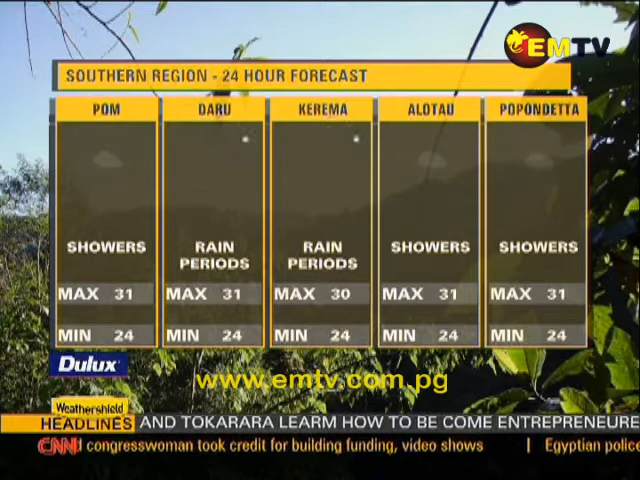 EMTV
SOUTHERN REGION - 24 HOUR FORECAST
POM DARU KEREMA ALOTAU POPONDETTA
SHOWERS RAIN PERIODS RAIN PERIODS SHOWERS SHOWERS
MAX 31 MAX 31 MAX 30 MAX 31 MAX 31
MIN 24 MIN 24 MIN 24 MIN 24 MIN 24
Dulux
www.emtv.com.pg
Weathershield
HEADLINES AND TOKARARA LEARM HOW TO BE COME ENTREPRENEURE
CNN congresswoman took credit for building funding, video shows | Egyptian police